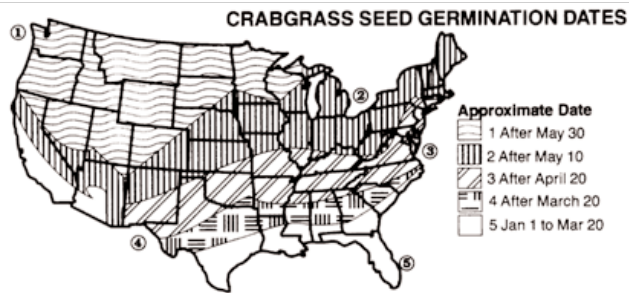 CRABGRASS SEED GERMINATION DATES
①
②
③
④
⑤
Approximate Date
1 After May 30
2 After May 10
3 After April 20
4 After March 20
5 Jan 1 to Mar 20